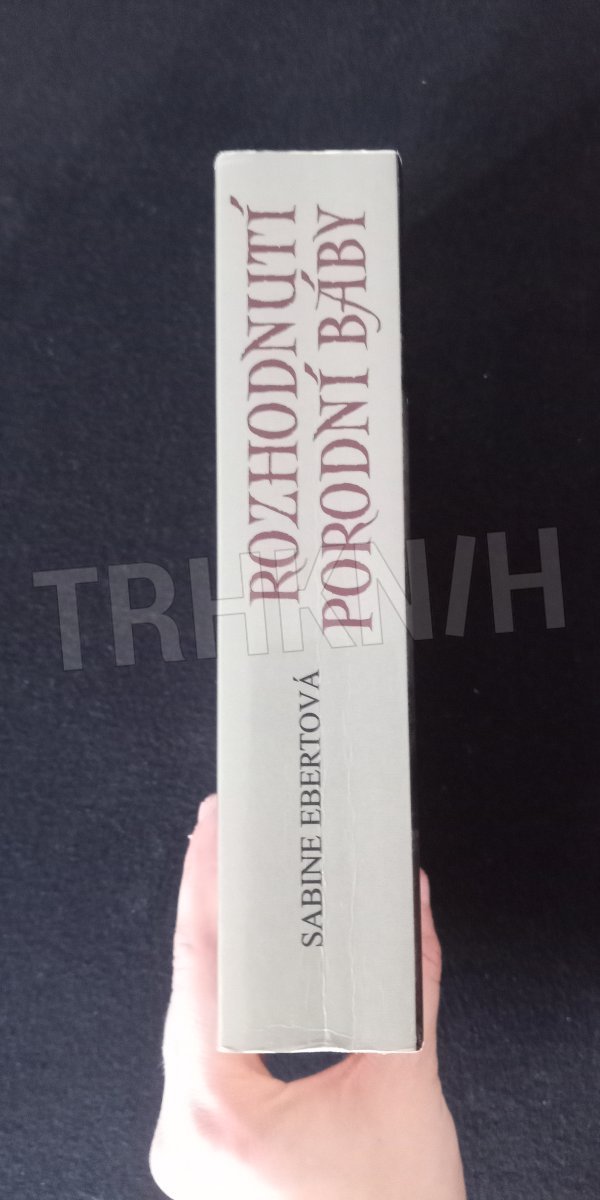 ROZHODNUTÍ
PORODNÍ BÁBY
SABINE EBERTOVÁ
TRHKNIH